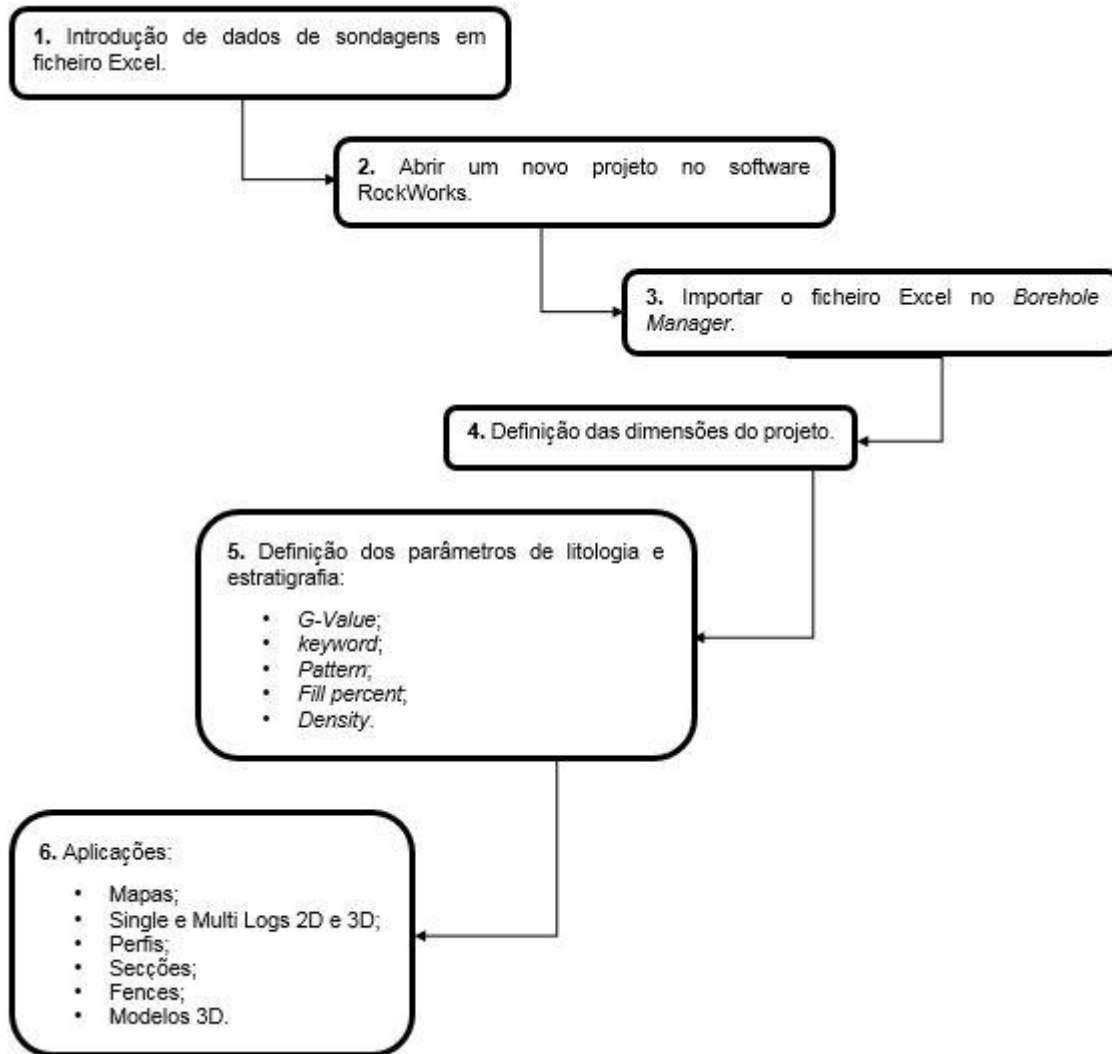 1. Introdução de dados de sondagens em
ficheiro Excel.
2. Abrir um novo projeto no software
RockWorks.
3. Importar o ficheiro Excel no Borehole
Manager.
4. Definição das dimensões do projeto.
5. Definição dos parâmetros de litologia e
estratigrafia:
• G-Value;
• keyword;
• Pattern;
• Fill percent;
• Density.
6. Aplicações:
• Mapas;
• Single e Multi Logs 2D e 3D;
• Perfis;
• Secções;
• Fences;
• Modelos 3D.